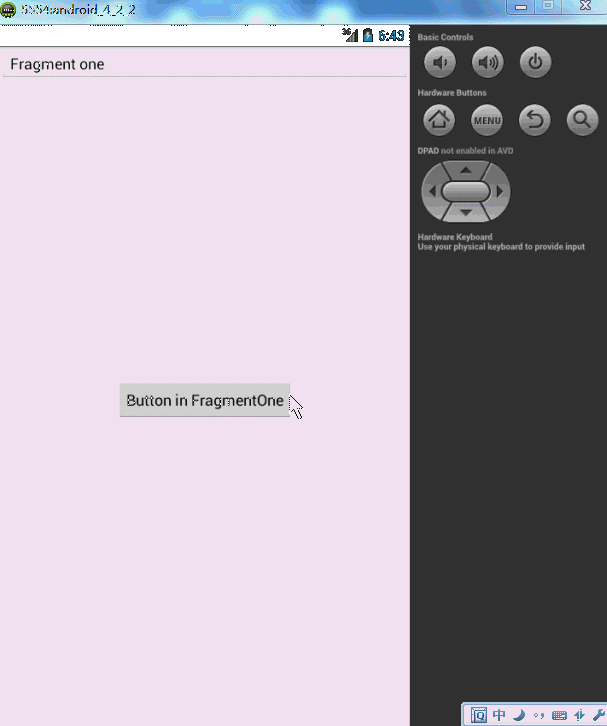 5554:android_4_2_2
3G 6:43
Fragment one
Button in FragmentOne
Basic Controls
Hardware Buttons
MENU
DPAD not enabled in AVD
Hardware Keyboard
Use your physical keyboard to provide input
中